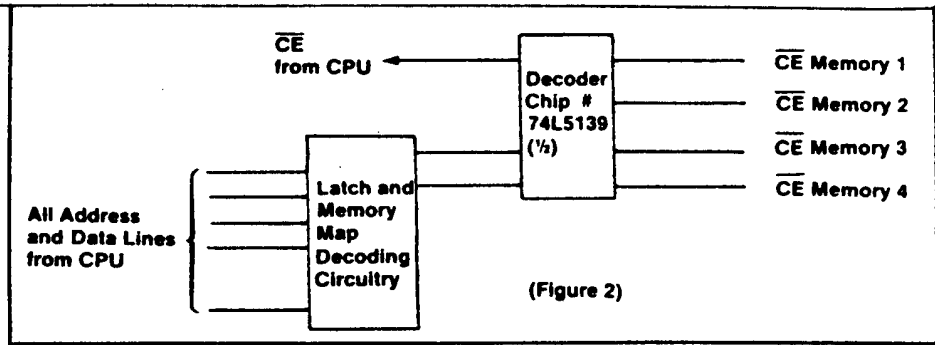 CE
from CPU
Decoder
Chip #
74L5139
(½)
CE Memory 1
CE Memory 2
CE Memory 3
CE Memory 4
All Address
and Data Lines
from CPU
Latch and
Memory
Map
Decoding
Circuitry
(Figure 2)